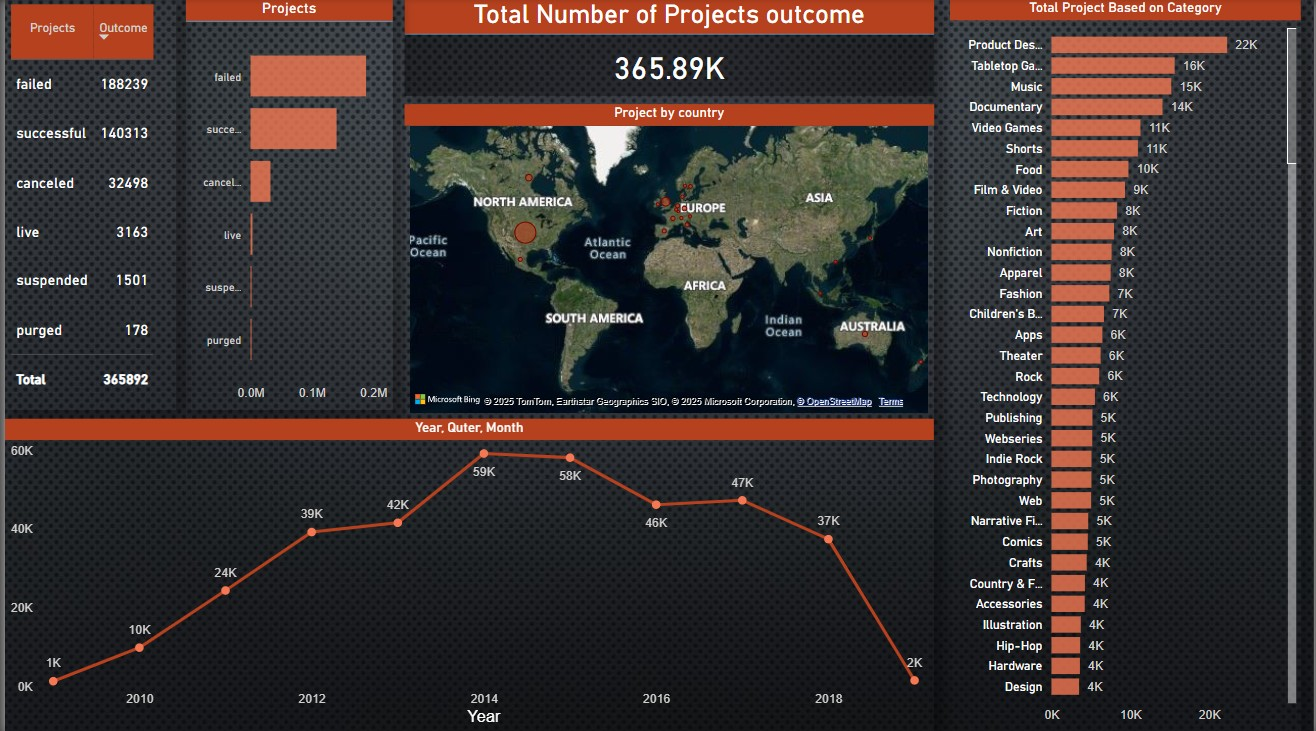 Projects Outcome
failed 188239
successful 140313
canceled 32498
live 3163
suspended 1501
purged 178
Total 365892
Projects
failed
succe...
cancel...
live
suspe...
purged
0.0M 0.1M 0.2M
Total Number of Projects outcome
365.89K
Project by country
NORTH AMERICA
EUROPE
ASIA
Pacific
Ocean
Atlantic
Ocean
AFRICA
SOUTH AMERICA
Indian
Ocean
AUSTRALIA
Microsoft Bing © 2025 TomTom, Earthstar Geographics SIO, © 2025 Microsoft Corporation, © OpenStreetMap Terms
Year, Quter, Month
60K
40K
20K
0K
1K
10K
24K
39K
42K
59K
58K
46K
47K
37K
2K
2010 2012 2014 2016 2018
Year
Total Project Based on Category
Product Des... 22K
Tabletop Ga... 16K
Music 15K
Documentary 14K
Video Games 11K
Shorts 11K
Food 10K
Film & Video 9K
Fiction 8K
Art 8K
Nonfiction 8K
Apparel 8K
Fashion 7K
Children's B... 7K
Apps 6K
Theater 6K
Rock 6K
Technology 6K
Publishing 5K
Webseries 5K
Indie Rock 5K
Photography 5K
Web 5K
Narrative Fi... 5K
Comics 5K
Crafts 4K
Country & F... 4K
Accessories 4K
Illustration 4K
Hip-Hop 4K
Hardware 4K
Design 4K
0K 10K 20K